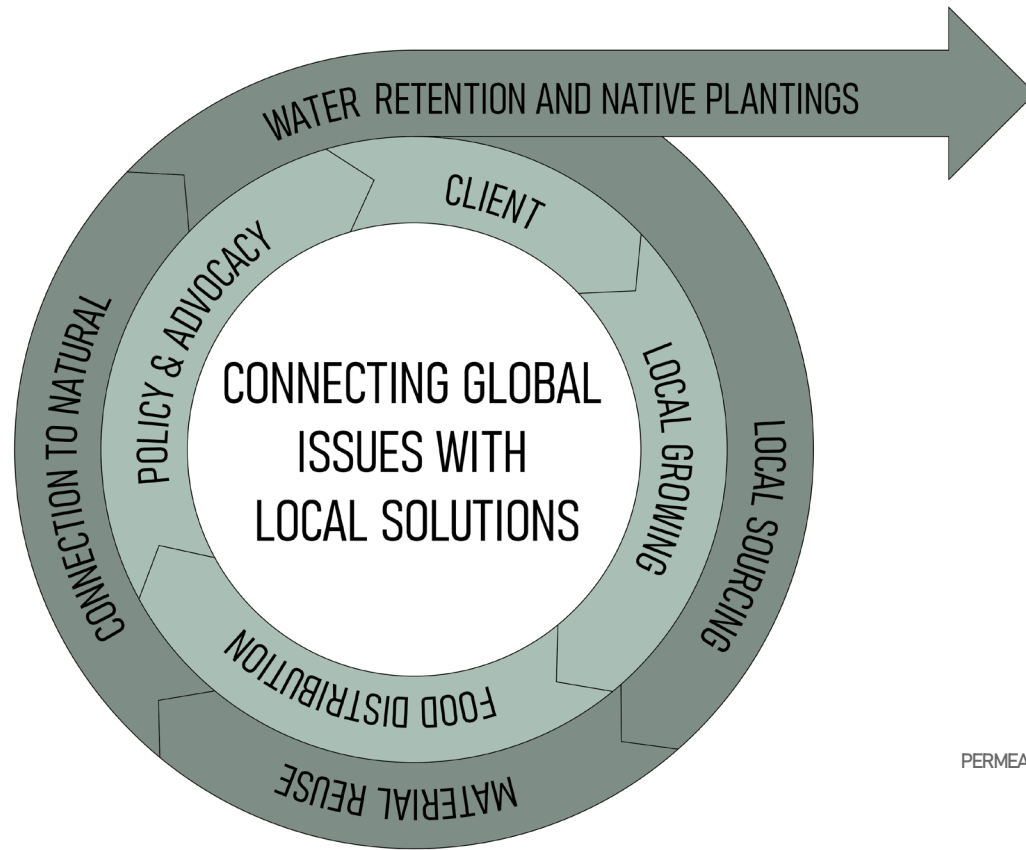 WATER RETENTION AND NATIVE PLANTINGS
CLIENT
POLICY & ADVOCACY
LOCAL GROWING
CONNECTION TO NATURAL
CONNECTING GLOBAL
ISSUES WITH
LOCAL SOLUTIONS
LOCAL SOURCING
FOOD DISTRIBUTION
MATERIAL REUSE
PERMEA